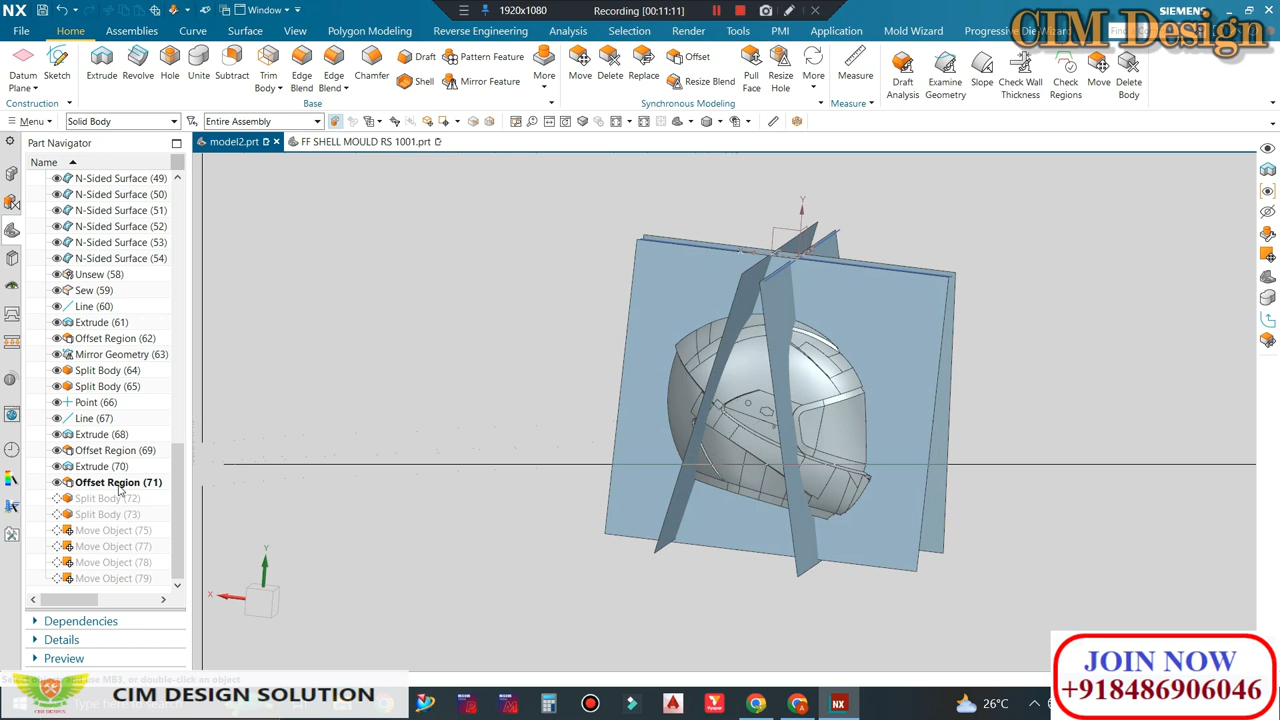 NX
Window
1920x1080
Recording [00:11:11]
SIEMENS
CIM Design
File
Home
Assemblies
Curve
Surface
View
Polygon Modeling
Reverse Engineering
Analysis
Selection
Render
Tools
PMI
Application
Mold Wizard
Progressive Die Wizard
Datum Plane
Sketch
Extrude
Revolve
Hole
Unite
Subtract
Trim Body
Edge Blend
Edge Blend
Chamfer
Draft
Shell
Pattern Feature
Mirror Feature
More
Move
Delete
Replace
Offset
Resize Blend
Pull Face
Resize Hole
More
Measure
Draft Analysis
Examine Geometry
Slope
Check Wall Thickness
Check Regions
Move
Delete Body
Construction
Base
Synchronous Modeling
Measure
Menu
Solid Body
Entire Assembly
Part Navigator
model2.prt
FF SHELL MOULD RS 1001.prt
Name
N-Sided Surface (49)
N-Sided Surface (50)
N-Sided Surface (51)
N-Sided Surface (52)
N-Sided Surface (53)
N-Sided Surface (54)
Unsew (58)
Sew (59)
Line (60)
Extrude (61)
Offset Region (62)
Mirror Geometry (63)
Split Body (64)
Split Body (65)
Point (66)
Line (67)
Extrude (68)
Offset Region (69)
Extrude (70)
Offset Region (71)
Split Body (72)
Split Body (73)
Move Object (75)
Move Object (77)
Move Object (78)
Move Object (79)
Y
Y
X
Dependencies
Details
Preview
CIM DESIGN SOLUTION
NX
26°C
JOIN NOW
+918486906046